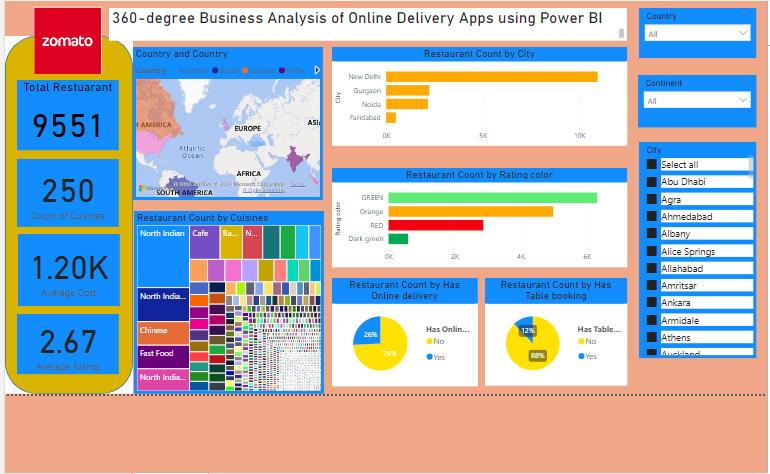 360-degree Business Analysis of Online Delivery Apps using Power BI
zomato
Total Restuarant
9551
250
Count of Cuisines
1.20K
Average Cost
2.67
Average Rating
Country and Country
Country Australia Brazil Canada India
AMERICA
EUROPE
ASI
Atlantic
Ocean
AFRICA
SOUTH AMERICA
© 2024 TomTom, © 2024 Microsoft Corporation Terms
© OpenStreetMap
Restaurant Count by Cuisines
North Indian
Cafe
Ba...
N...
North India...
Chinese
Fast Food
North India...
Restaurant Count by City
City
New Delhi
Gurgaon
Noida
Faridabad
0K
5K
10K
Restaurant Count by Rating color
Rating color
GREEN
Orange
RED
Dark green
0K
2K
4K
6K
Restaurant Count by Has
Online delivery
26%
74%
Has Onlin...
No
Yes
Restaurant Count by Has
Table booking
12%
88%
Has Table...
No
Yes
Country
All
Continent
All
City
Select all
Abu Dhabi
Agra
Ahmedabad
Albany
Alice Springs
Allahabad
Amritsar
Ankara
Armidale
Athens
Auckland